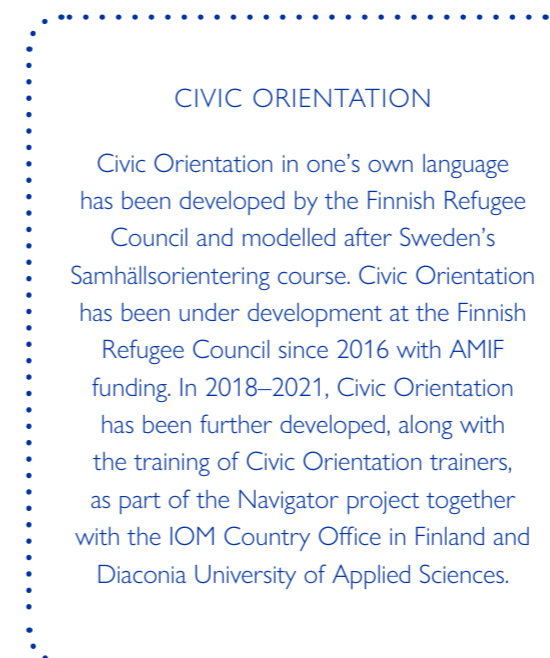 CIVIC ORIENTATION
Civic Orientation in one’s own language
has been developed by the Finnish Refugee
Council and modelled after Sweden’s
Samhällsorientering course. Civic Orientation
has been under development at the Finnish
Refugee Council since 2016 with AMIF
funding. In 2018–2021, Civic Orientation
has been further developed, along with
the training of Civic Orientation trainers,
as part of the Navigator project together
with the IOM Country Office in Finland and
Diaconia University of Applied Sciences.